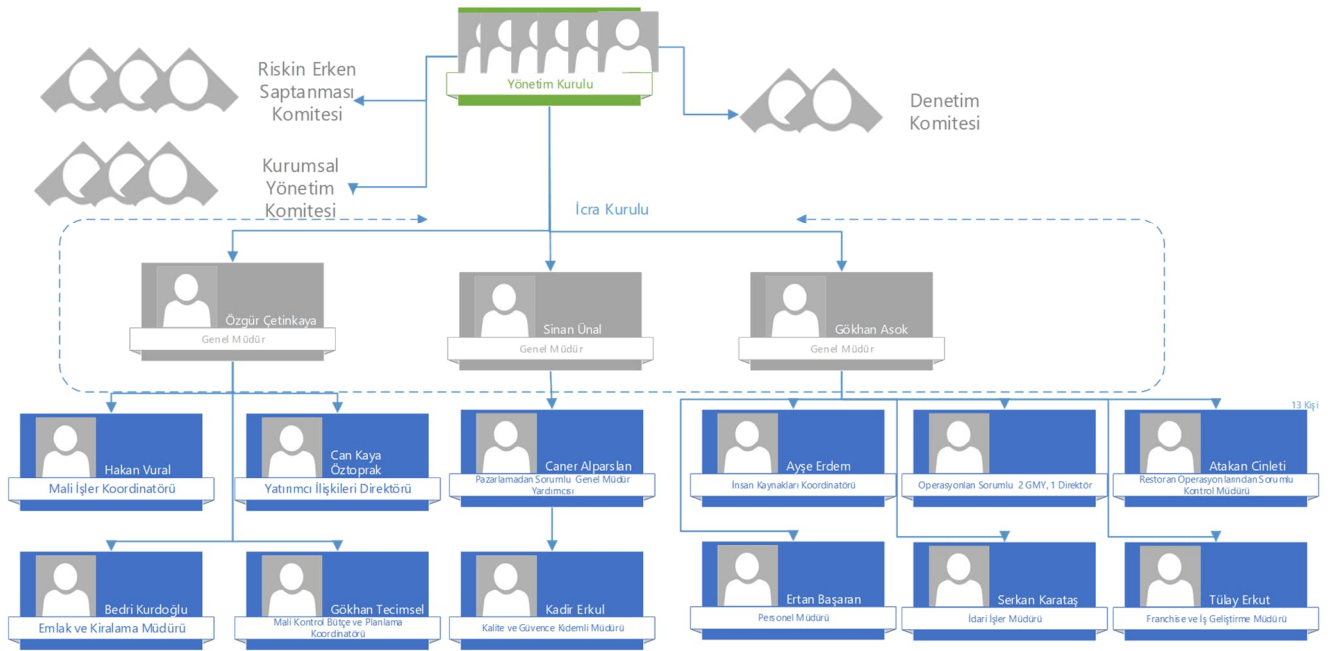 Yönetim Kurulu
Riskin Erken
Saptanması
Komitesi
Denetim
Komitesi
Kurumsal
Yönetim
Komitesi
İcra Kurulu
Özgür Çetinkaya
Genel Müdür
Sinan Ünal
Genel Müdür
Gökhan Asok
Genel Müdür
13 Kişi
Hakan Vural
Mali İşler Koordinatörü
Can Kaya
Öztoprak
Yatırımcı İlişkileri Direktörü
Caner Alparslan
Pazarlamadan Sorumlu Genel Müdür
Yardımcısı
Ayşe Erdem
İnsan Kaynakları Koordinatörü
Operasyonlan Sorumlu 2 GMY, 1 Direktör
Atakan Cinleti
Restoran Operasyonlarından Sorumlu
Kontrol Müdürü
Bedri Kurdoğlu
Emlak ve Kiralama Müdürü
Gökhan Tecimsel
Mali Kontrol Bütçe ve Planlama
Koordinatörü
Kadir Erkul
Kalite ve Güvence Kıdemli Müdürü
Ertan Başaran
Personel Müdürü
Serkan Karataş
İdari İşler Müdürü
Tülay Erkut
Franchise ve İş Geliştirme Müdürü